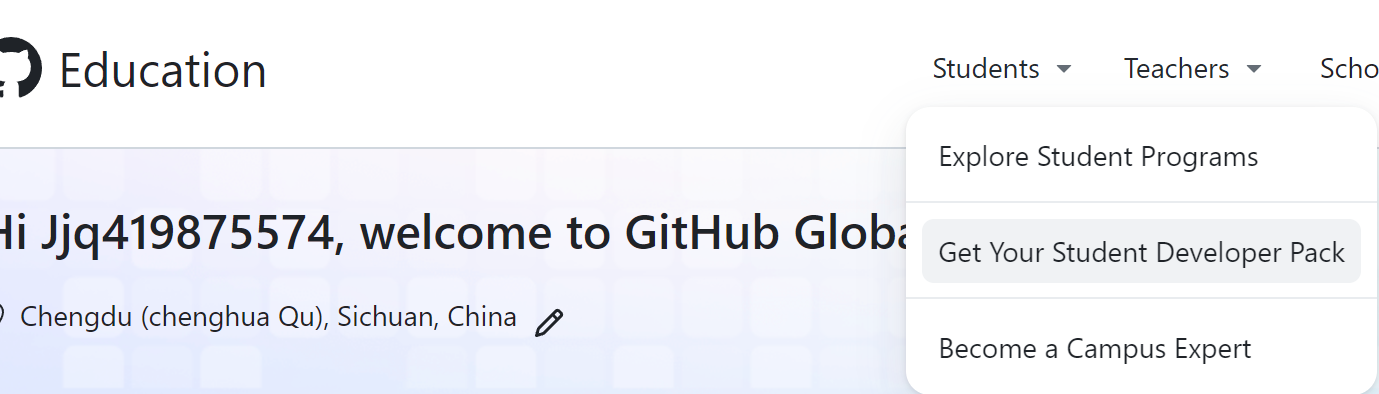 Education
Students
Teachers
Scho
Explore Student Programs
Hi Jjq419875574, welcome to GitHub Globa
Get Your Student Developer Pack
Chengdu (chenghua Qu), Sichuan, China
Become a Campus Expert